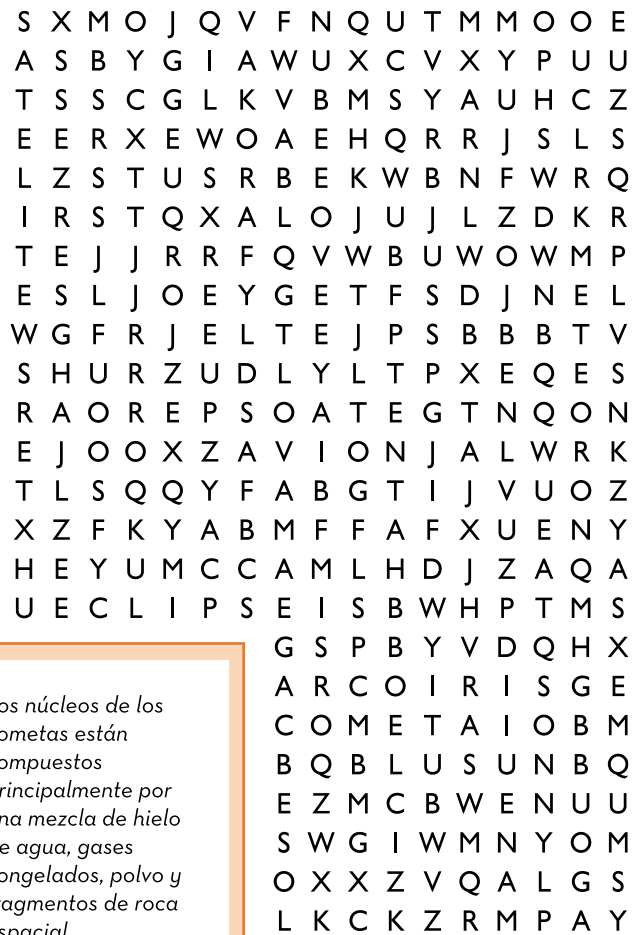 S X M O J Q V F N Q U T M M O O E
A S B Y G I A W U X C V X Y P U U
T S S C G L K V B M S Y A U H C Z
E E R X E W O A E H Q R R J S L S
L Z S T U S R B E K W B N F W R Q
I R S T Q X A L O J U J L Z D K R
T E J J R R F Q V W B U W O W M P
E S L J O E Y G E T F S D J N E L
W G F R J E L T E J P S B B B T V
S H U R Z U D L Y L T P X E Q E S
R A O R E P S O A T E G T N Q O N
E J O O X Z A V I O N J A L W R K
T L S Q Q Y F A B G T I J V U O Z
X Z F K Y A B M F F A F X U E N Y
H E Y U M C C A M L H D J Z A Q A
U E C L I P S E I S B W H P T M S
G S P B Y V D Q H X
A R C O I R I S G E
C O M E T A I O B M
B Q B L U S U N B Q
E Z M C B W E N U U
S W G I W M N Y O M
O X X Z V Q A L G S
L K C K Z R M P A Y
os núcleos de los
ometas están
ompuestos
rincipalmente por
na mezcla de hielo
e agua, gases
ongelados, polvo y
ragmentos de roca
spacial